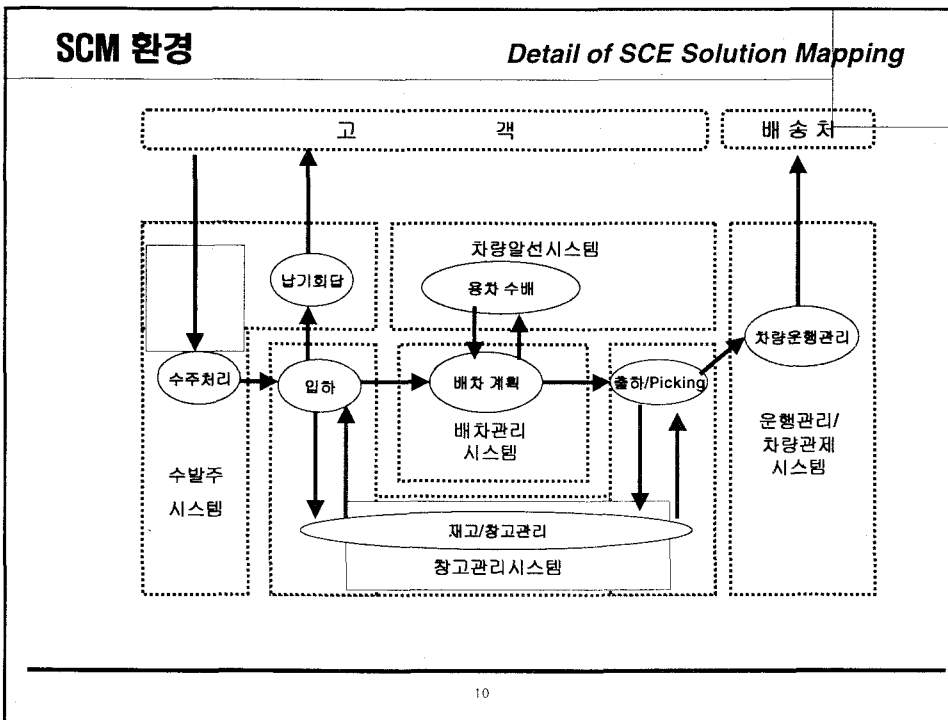 SCM 환경
Detail of SCE Solution Mapping
고 객
배 송 처
차량알선시스템
납기회답
용차 수배
차량운행관리
수주처리
입하
배차 계획
출하/Picking
배차관리
시스템
운행관리/
차량관제
시스템
수발주
시스템
재고/창고관리
창고관리시스템
10